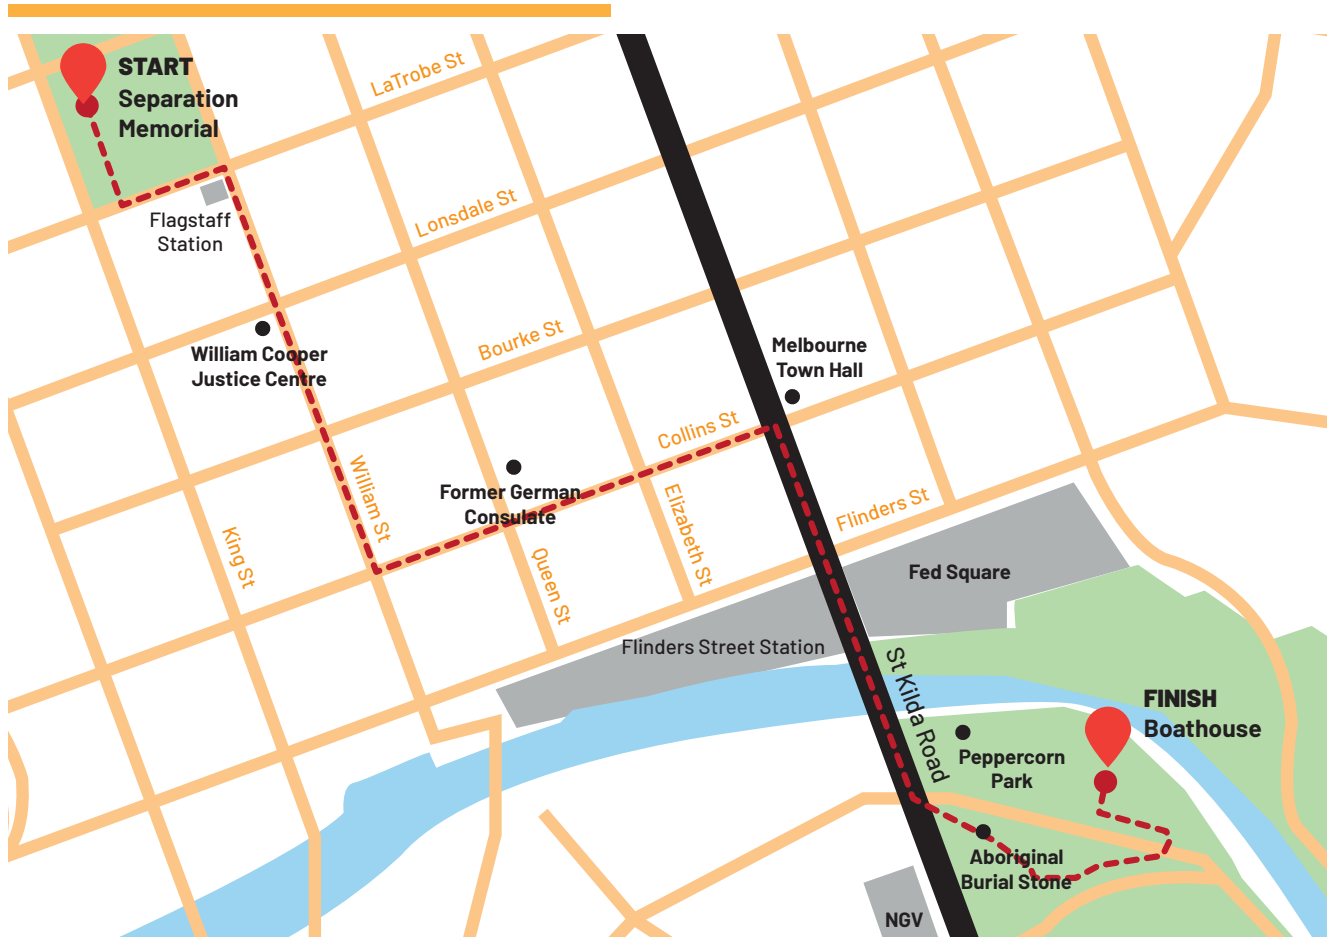 START
Separation
Memorial
LaTrobe St
Flagstaff
Station
Lonsdale St
William Cooper
Justice Centre
Bourke St
Melbourne
Town Hall
Collins St
William St
Former German
Consulate
Elizabeth St
Flinders St
King St
Queen St
Fed Square
Flinders Street Station
St Kilda Road
FINISH
Boathouse
Peppercorn
Park
Aboriginal
Burial Stone
NGV